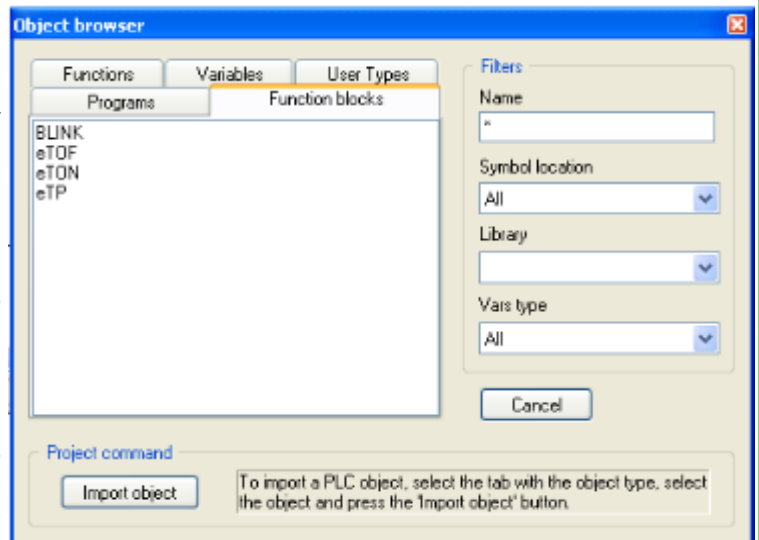 Object browser
Functions
Variables
User Types
Programs
Function blocks
BLINK
eTOF
eTON
eTP
Filters
Name
*
Symbol location
All
Library
Vars type
All
Cancel
Project command
Import object
To import a PLC object, select the tab with the object type, select
the object and press the 'Import object' button.